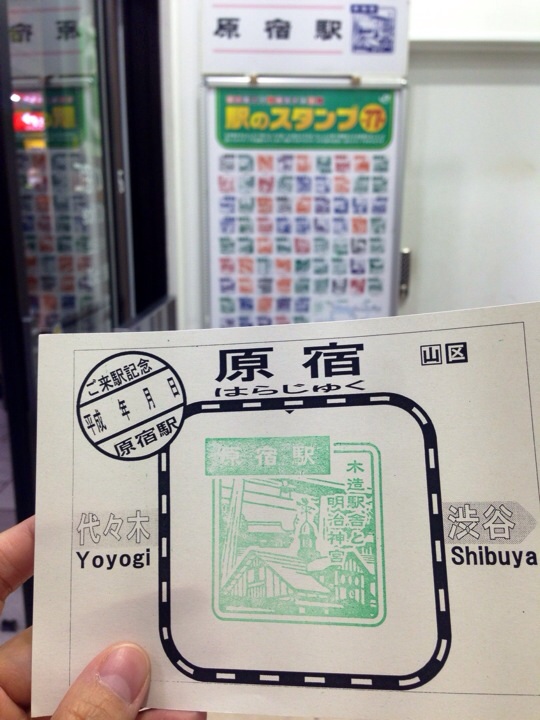 原宿駅
駅のスタンプ77
原宿
はらじゅく
山区
ご来駅記念
平成 年 月 日
原宿駅
原宿駅
木造駅舎と
明治神宮
代々木
Yoyogi
渋谷
Shibuya